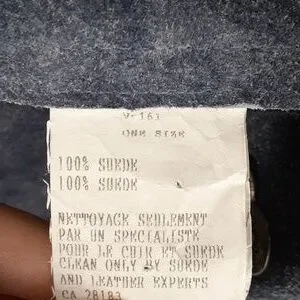 V-161
ONE SIZE
100% SUEDE
100% SUEDE
NETTOYAGE SEULEMENT
PAR UN SPECIALISTE
POUR LE CUIR ET SUEDE
CLEAN ONLY BY SUEDE
AND LEATHER EXPERTS
CA 28183